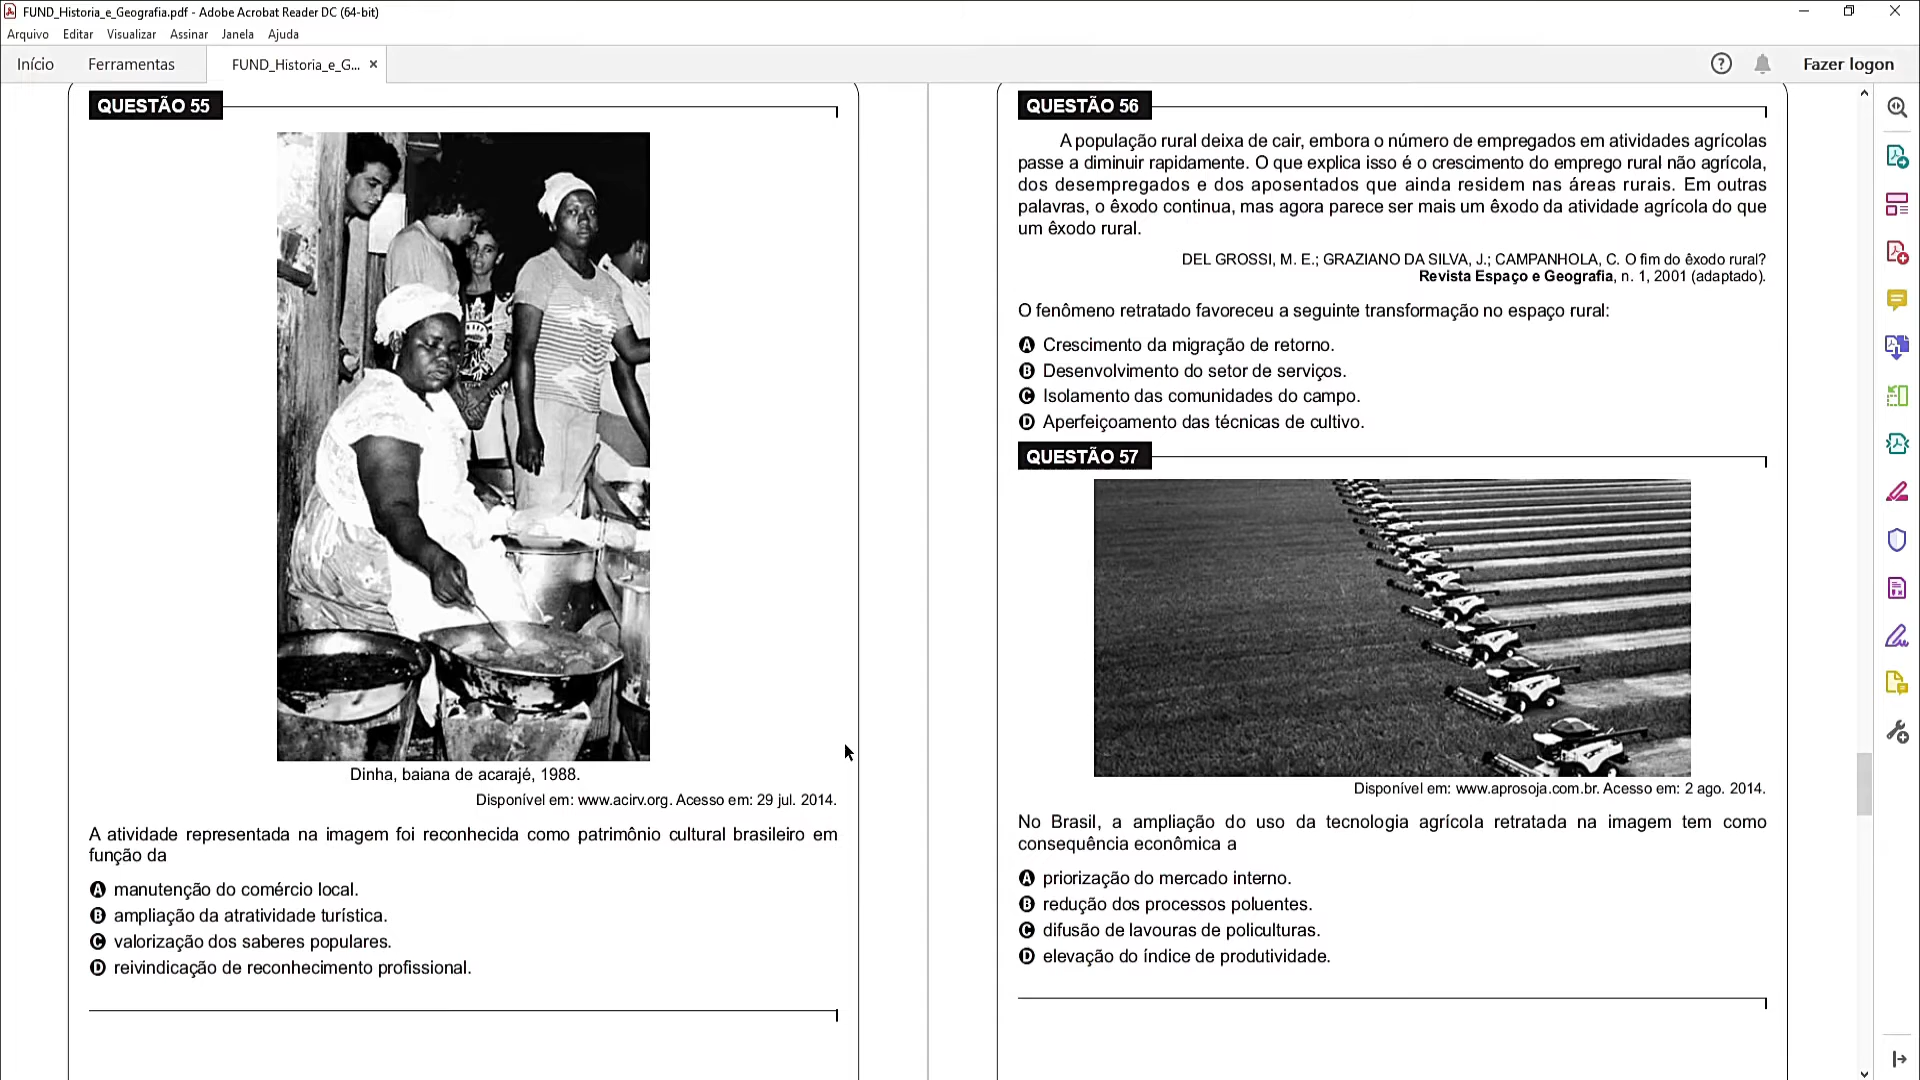 FUND_Historia_e_Geografia.pdf - Adobe Acrobat Reader DC (64-bit)
Arquivo Editar Visualizar Assinar Janela Ajuda
Início Ferramentas FUND_Historia_e_G... × Fazer logon
QUESTÃO 55
Dinha, baiana de acarajé, 1988.
Disponível em: www.acirv.org. Acesso em: 29 jul. 2014.
A atividade representada na imagem foi reconhecida como patrimônio cultural brasileiro em
função da
A manutenção do comércio local.
B ampliação da atratividade turística.
C valorização dos saberes populares.
D reivindicação de reconhecimento profissional.
QUESTÃO 56
A população rural deixa de cair, embora o número de empregados em atividades agrícolas
passe a diminuir rapidamente. O que explica isso é o crescimento do emprego rural não agrícola,
dos desempregados e dos aposentados que ainda residem nas áreas rurais. Em outras
palavras, o êxodo continua, mas agora parece ser mais um êxodo da atividade agrícola do que
um êxodo rural.
DEL GROSSI, M. E.; GRAZIANO DA SILVA, J.; CAMPANHOLA, C. O fim do êxodo rural?
Revista Espaço e Geografia, n. 1, 2001 (adaptado).
O fenômeno retratado favoreceu a seguinte transformação no espaço rural:
A Crescimento da migração de retorno.
B Desenvolvimento do setor de serviços.
C Isolamento das comunidades do campo.
D Aperfeiçoamento das técnicas de cultivo.
QUESTÃO 57
Disponível em: www.aprosoja.com.br. Acesso em: 2 ago. 2014.
No Brasil, a ampliação do uso da tecnologia agrícola retratada na imagem tem como
consequência econômica a
A priorização do mercado interno.
B redução dos processos poluentes.
C difusão de lavouras de policulturas.
D elevação do índice de produtividade.